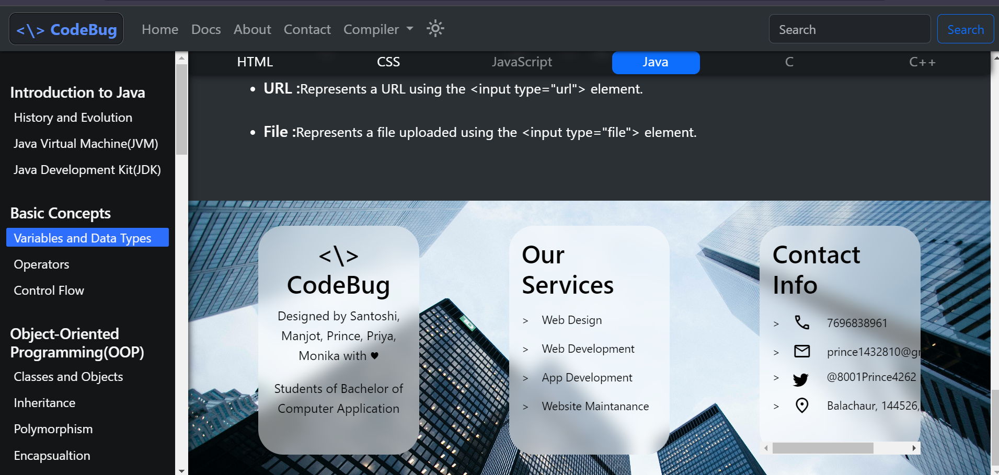 <\> CodeBug Home Docs About Contact Compiler Search Search
HTML CSS JavaScript Java C C++
Introduction to Java
History and Evolution
Java Virtual Machine(JVM)
Java Development Kit(JDK)
Basic Concepts
Variables and Data Types
Operators
Control Flow
Object-Oriented
Programming(OOP)
Classes and Objects
Inheritance
Polymorphism
Encapsualtion
• URL :Represents a URL using the <input type="url"> element.
• File :Represents a file uploaded using the <input type="file"> element.
<\>
CodeBug
Designed by Santoshi,
Manjot, Prince, Priya,
Monika with ♥
Students of Bachelor of
Computer Application
Our
Services
> Web Design
> Web Development
> App Development
> Website Maintanance
Contact
Info
> 7696838961
> prince1432810@g
> @8001Prince4262
> Balachaur, 144526,